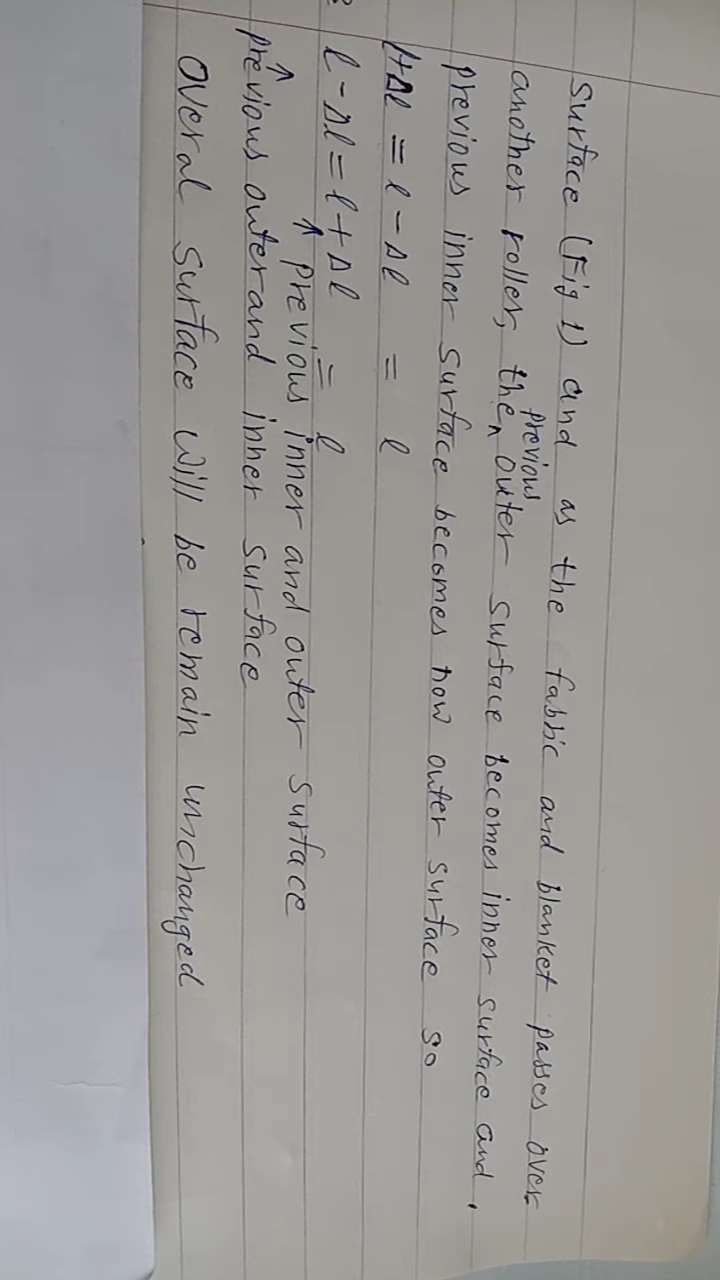 Surface (Fig 1) and as the fabric and blanket passes over
another roller, the ^ previous outer surface becomes inner surface and,
previous inner surface becomes now outer surface so
l+Δl = l-Δl = l
l-Δl = l+Δl = l
↑ previous inner and outer surface
↑ previous outer and inner surface
overal surface will be remain unchanged